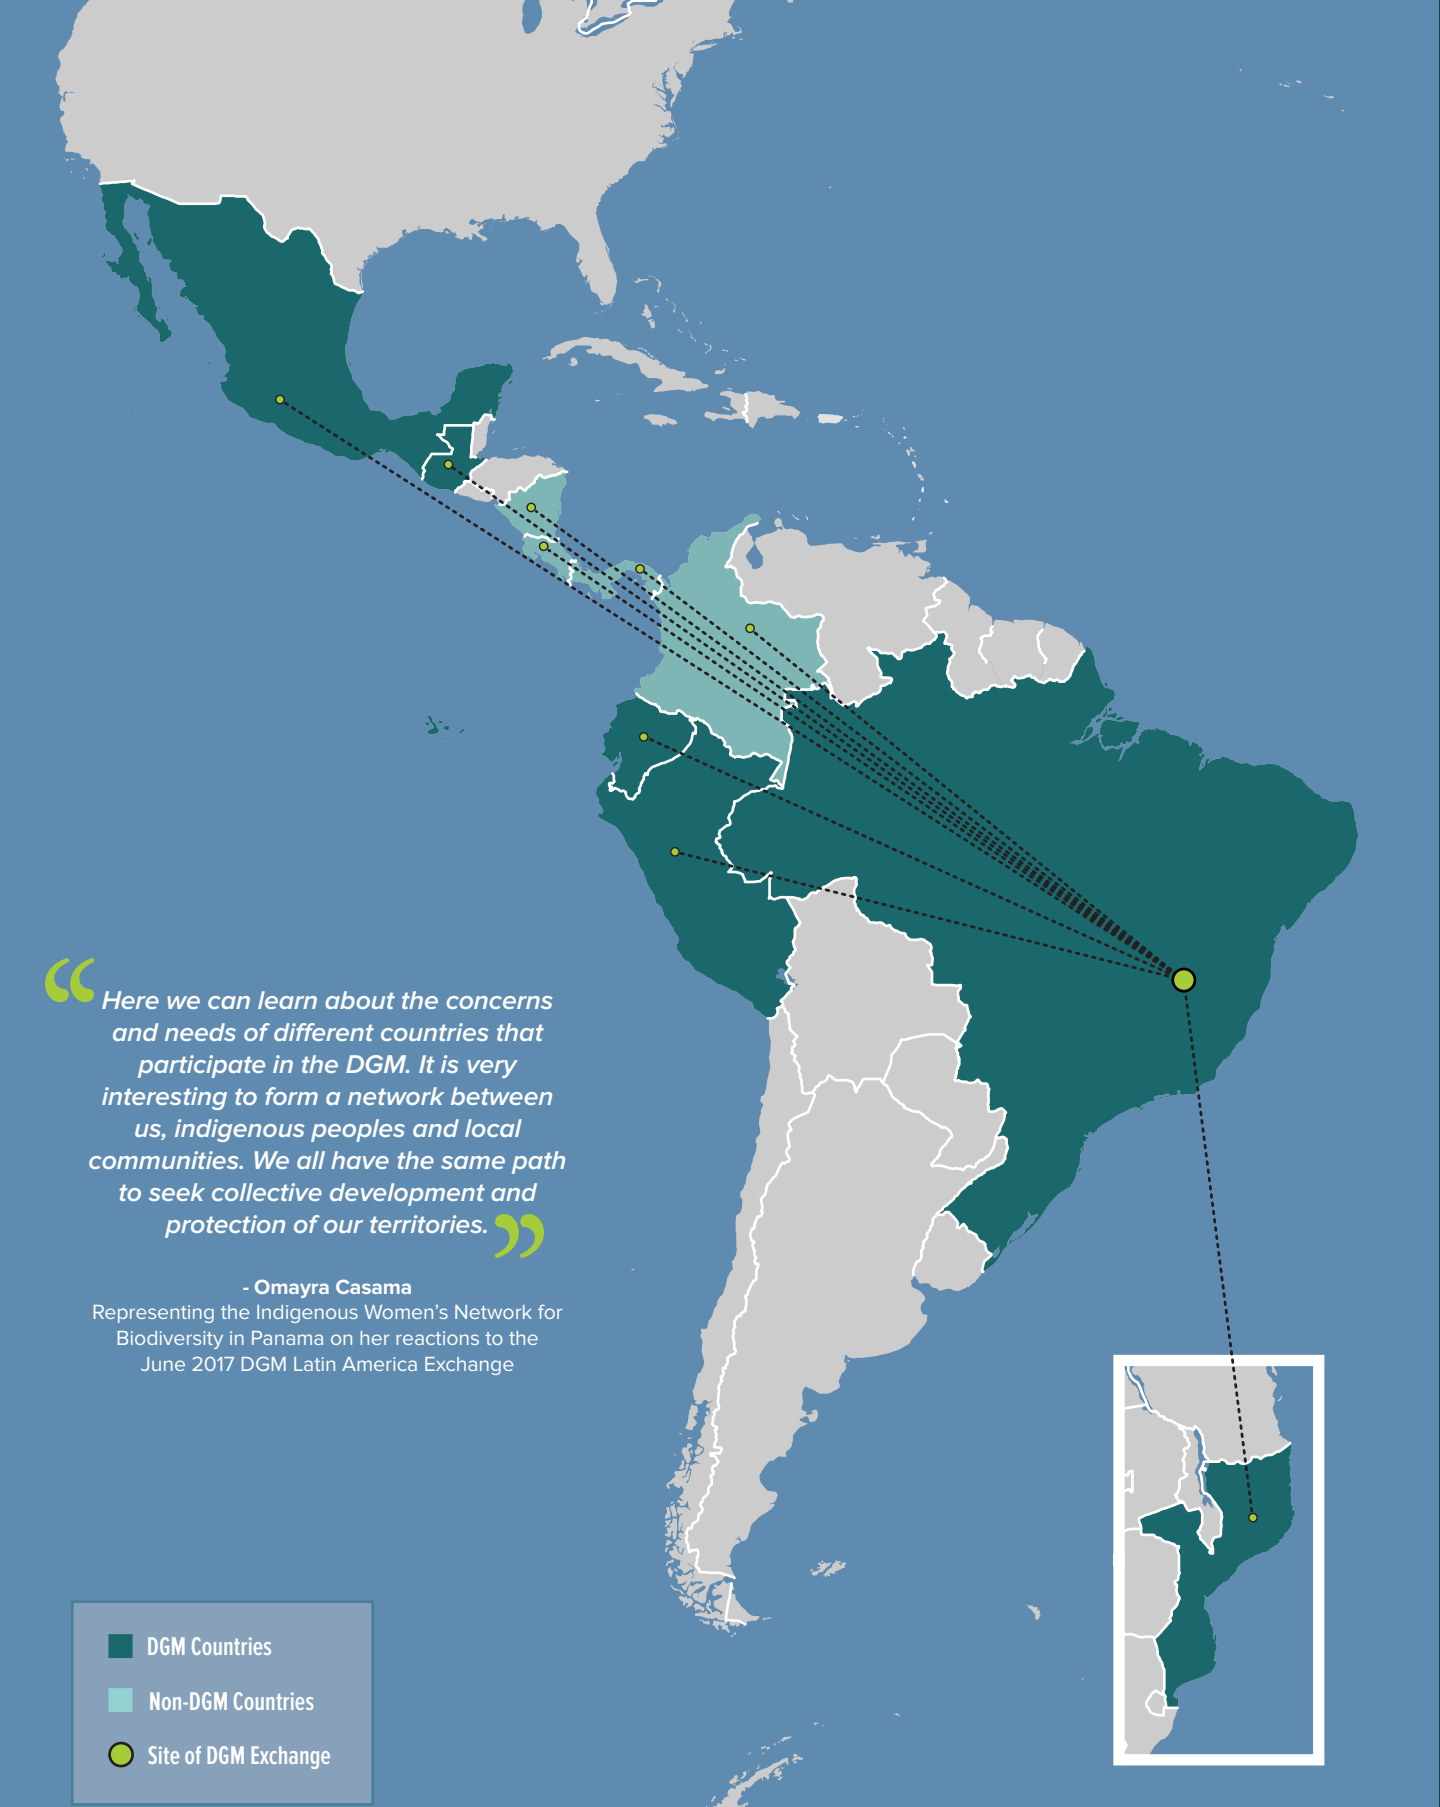 “ Here we can learn about the concerns
and needs of different countries that
participate in the DGM. It is very
interesting to form a network between
us, indigenous peoples and local
communities. We all have the same path
to seek collective development and
protection of our territories. ”
- Omayra Casama
Representing the Indigenous Women’s Network for
Biodiversity in Panama on her reactions to the
June 2017 DGM Latin America Exchange
DGM Countries
Non-DGM Countries
Site of DGM Exchange